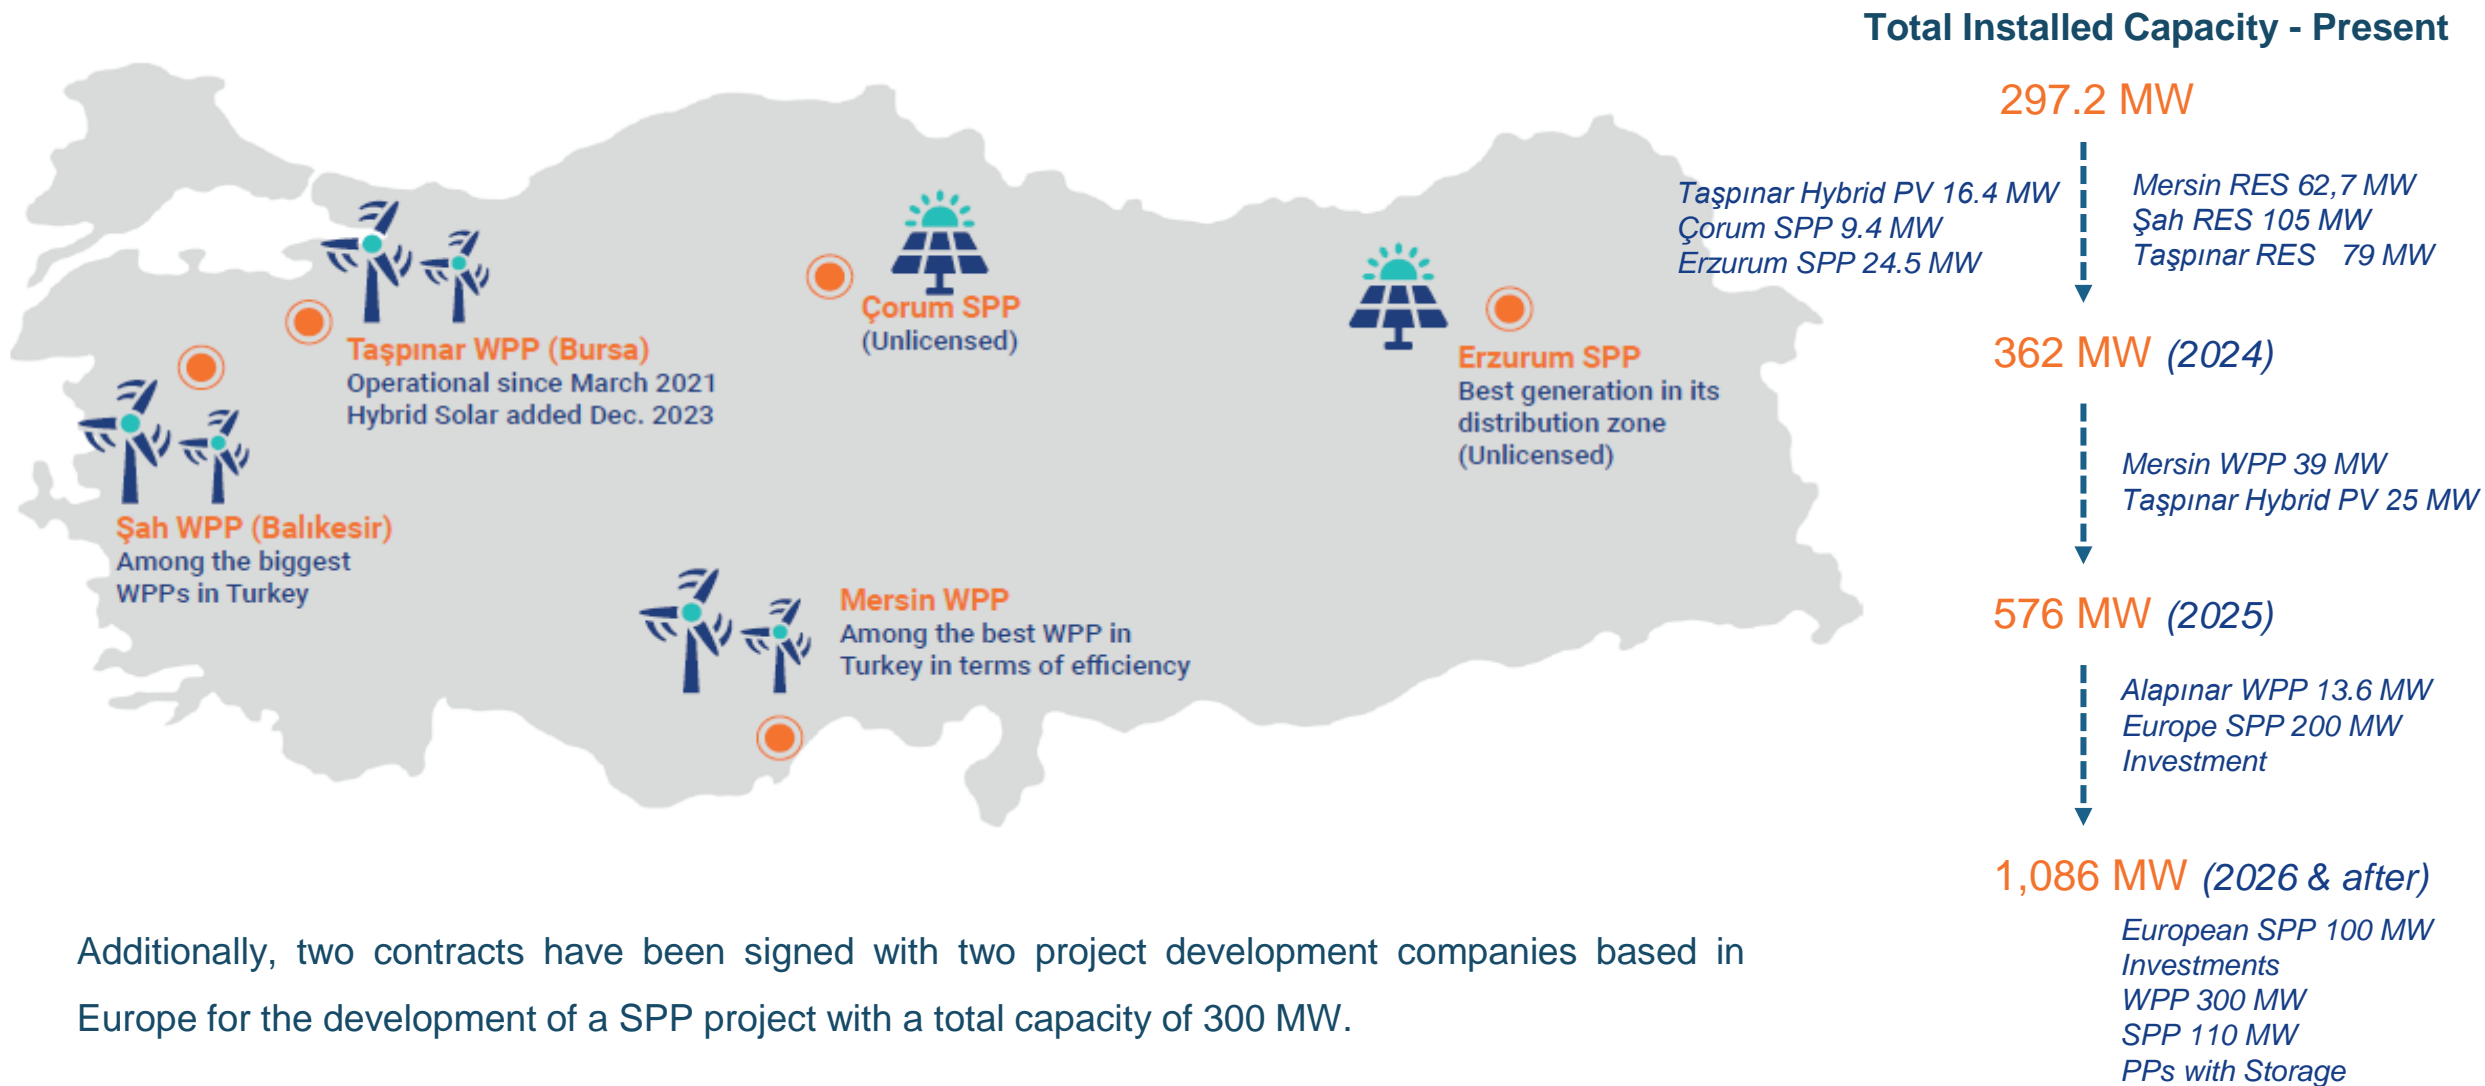 Total Installed Capacity - Present
297.2 MW
Taşpınar Hybrid PV 16.4 MW
Çorum SPP 9.4 MW
Erzurum SPP 24.5 MW
Mersin RES 62,7 MW
Şah RES 105 MW
Taşpınar RES 79 MW
362 MW (2024)
Mersin WPP 39 MW
Taşpınar Hybrid PV 25 MW
576 MW (2025)
Alapınar WPP 13.6 MW
Europe SPP 200 MW
Investment
1,086 MW (2026 & after)
European SPP 100 MW
Investments
WPP 300 MW
SPP 110 MW
PPs with Storage
Taşpınar WPP (Bursa)
Operational since March 2021
Hybrid Solar added Dec. 2023
Çorum SPP
(Unlicensed)
Erzurum SPP
Best generation in its
distribution zone
(Unlicensed)
Şah WPP (Balıkesir)
Among the biggest
WPPs in Turkey
Mersin WPP
Among the best WPP in
Turkey in terms of efficiency
Additionally, two contracts have been signed with two project development companies based in
Europe for the development of a SPP project with a total capacity of 300 MW.